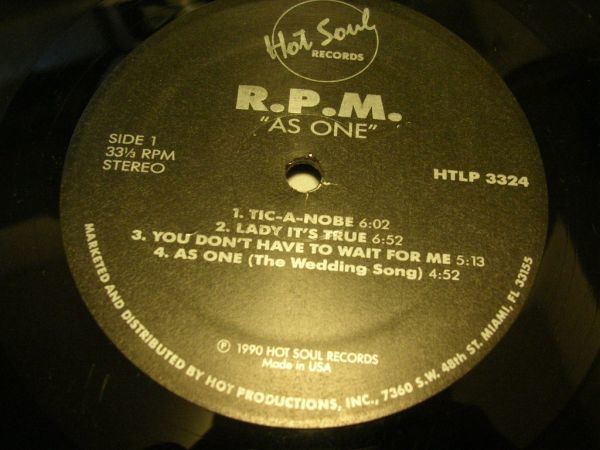 Hot Soul
RECORDS
R.P.M.
"AS ONE"
SIDE 1
33⅓ RPM
STEREO
HTLP 3324
1. TIC-A-NOBE 6:02
2. LADY IT'S TRUE 6:52
3. YOU DON'T HAVE TO WAIT FOR ME 5:13
4. AS ONE (The Wedding Song) 4:52
℗ 1990 HOT SOUL RECORDS
Made in USA
MARKETED AND DISTRIBUTED BY HOT PRODUCTIONS, INC., 7360 S.W. 48th ST. MIAMI, FL 33155